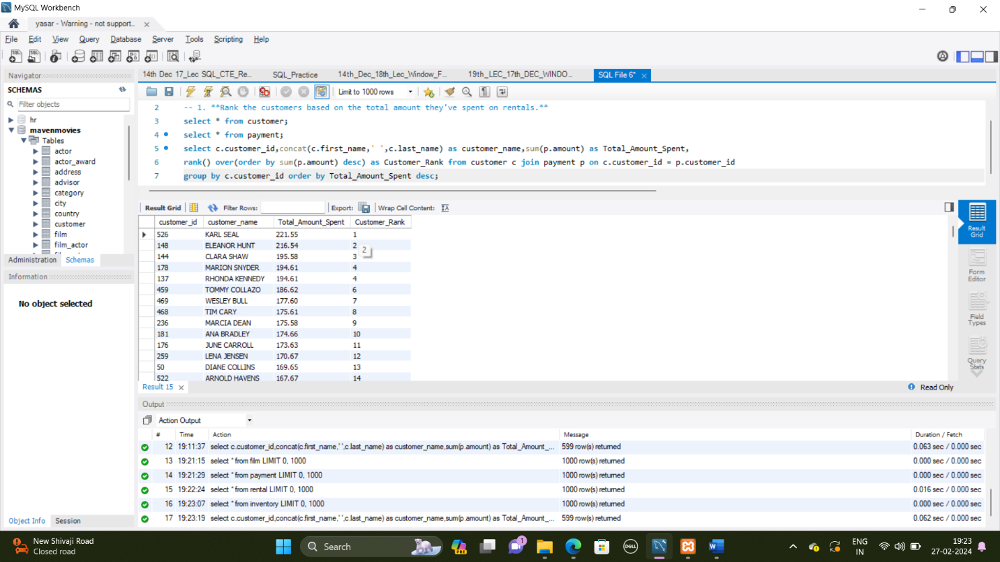 MySQL Workbench
yasar - Warning - not support...
File Edit View Query Database Server Tools Scripting Help
Navigator
14th Dec 17_Lec SQL_CTE_Re... SQL_Practice 14th_Dec_18th_Lec_Window_F... 19th_LEC_17th_DEC_WINDO... SQL File 6*
SCHEMAS
Limit to 1000 rows
Filter objects
hr
mavenmovies
Tables
actor
actor_award
address
advisor
category
city
country
customer
film
film_actor
2 -- 1. **Rank the customers based on the total amount they've spent on rentals.**
3 select * from customer;
4 select * from payment;
5 select c.customer_id,concat(c.first_name,' ',c.last_name) as customer_name,sum(p.amount) as Total_Amount_Spent,
6 rank() over(order by sum(p.amount) desc) as Customer_Rank from customer c join payment p on c.customer_id = p.customer_id
7 group by c.customer_id order by Total_Amount_Spent desc;
Result Grid Filter Rows: Export: Wrap Cell Content:
customer_id customer_name Total_Amount_Spent Customer_Rank
526 KARL SEAL 221.55 1
148 ELEANOR HUNT 216.54 2
2
144 CLARA SHAW 195.58 3
178 MARION SNYDER 194.61 4
137 RHONDA KENNEDY 194.61 4
459 TOMMY COLLAZO 186.62 6
469 WESLEY BULL 177.60 7
468 TIM CARY 175.61 8
236 MARCIA DEAN 175.58 9
181 ANA BRADLEY 174.66 10
176 JUNE CARROLL 173.63 11
259 LENA JENSEN 170.67 12
50 DIANE COLLINS 169.65 13
522 ARNOLD HAVENS 167.67 14
Result
Grid
Form
Editor
Field
Types
Query
Stats
Administration Schemas
Information
No object selected
Result 15
Read Only
Output
Action Output
# Time Action Message Duration / Fetch
12 19:11:37 select c.customer_id,concat(c.first_name,' ',c.last_name) as customer_name,sum(p.amount) as Total_Amount_... 599 row(s) returned 0.063 sec / 0.000 sec
13 19:21:15 select * from film LIMIT 0, 1000 1000 row(s) returned 0.000 sec / 0.000 sec
14 19:21:29 select * from payment LIMIT 0, 1000 1000 row(s) returned 0.000 sec / 0.000 sec
15 19:22:24 select * from rental LIMIT 0, 1000 1000 row(s) returned 0.016 sec / 0.000 sec
16 19:23:07 select * from inventory LIMIT 0, 1000 1000 row(s) returned 0.000 sec / 0.000 sec
17 19:23:19 select c.customer_id,concat(c.first_name,' ',c.last_name) as customer_name,sum(p.amount) as Total_Amount_... 599 row(s) returned 0.062 sec / 0.000 sec
Object Info Session
New Shivaji Road
Closed road
Search
PRE
1
DELL
W
ENG
IN
19:23
27-02-2024